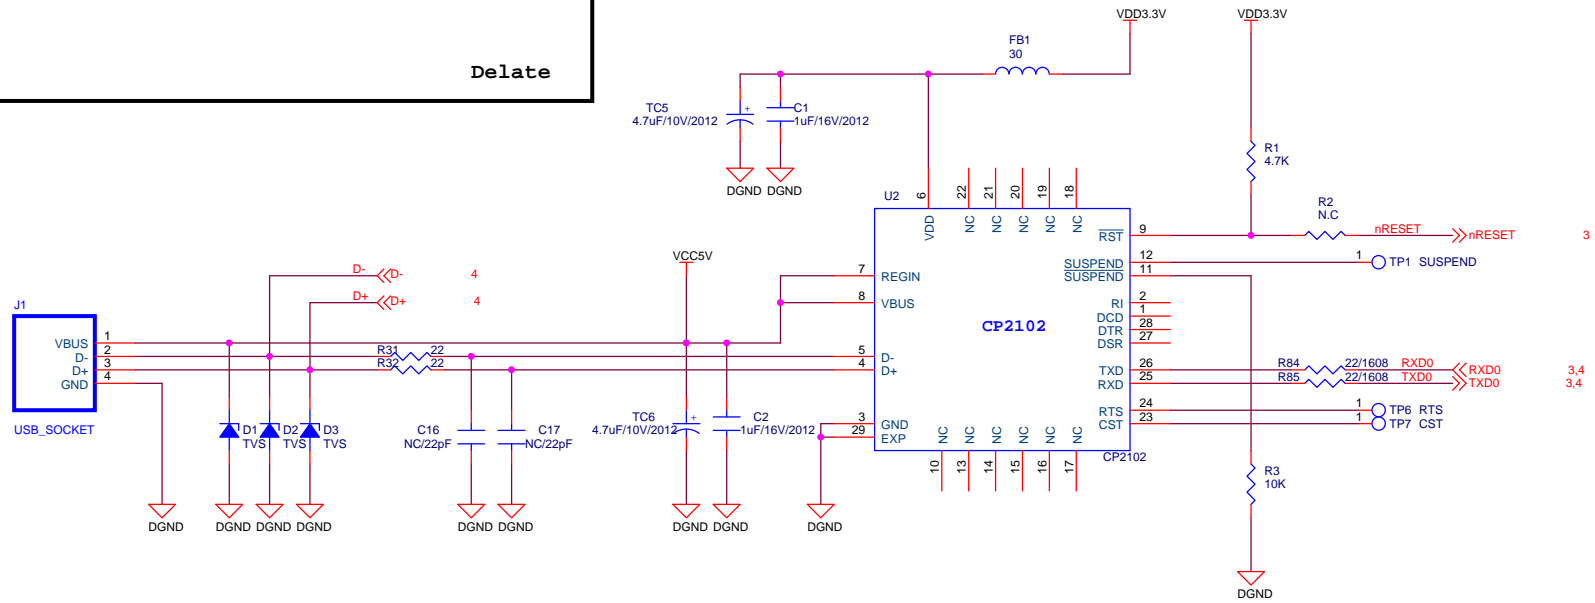 Delate
VDD3.3V
VDD3.3V
FB1
30
TC5
4.7uF/10V/2012
+
C1
1uF/16V/2012
DGND DGND
R1
4.7K
U2
6
22
21
20
19
18
VDD
NC
NC
NC
NC
NC
RST 9
R2
N.C
nRESET
nRESET
3
SUSPEND 12
1
TP1 SUSPEND
SUSPEND 11
VCC5V
7 REGIN
8 VBUS
RI 2
DCD 1
DTR 28
DSR 27
CP2102
D-
D-
4
D+
D+
4
J1
VBUS 1
D- 2
D+ 3
GND 4
USB_SOCKET
R31 22
R32 22
5 D-
4 D+
TXD 26
RXD 25
R84 22/1608 RXD0
RXD0
3,4
R85 22/1608 TXD0
TXD0
3,4
RTS 24
1
TP6 RTS
CST 23
1
TP7 CST
D1
TVS
D2
TVS
D3
TVS
C16
NC/22pF
C17
NC/22pF
TC6
4.7uF/10V/2012
+
C2
1uF/16V/2012
3 GND
29 EXP
NC
NC
NC
NC
NC
NC
10
13
14
15
16
17
CP2102
R3
10K
DGND
DGND DGND DGND
DGND DGND
DGND DGND
DGND
DGND